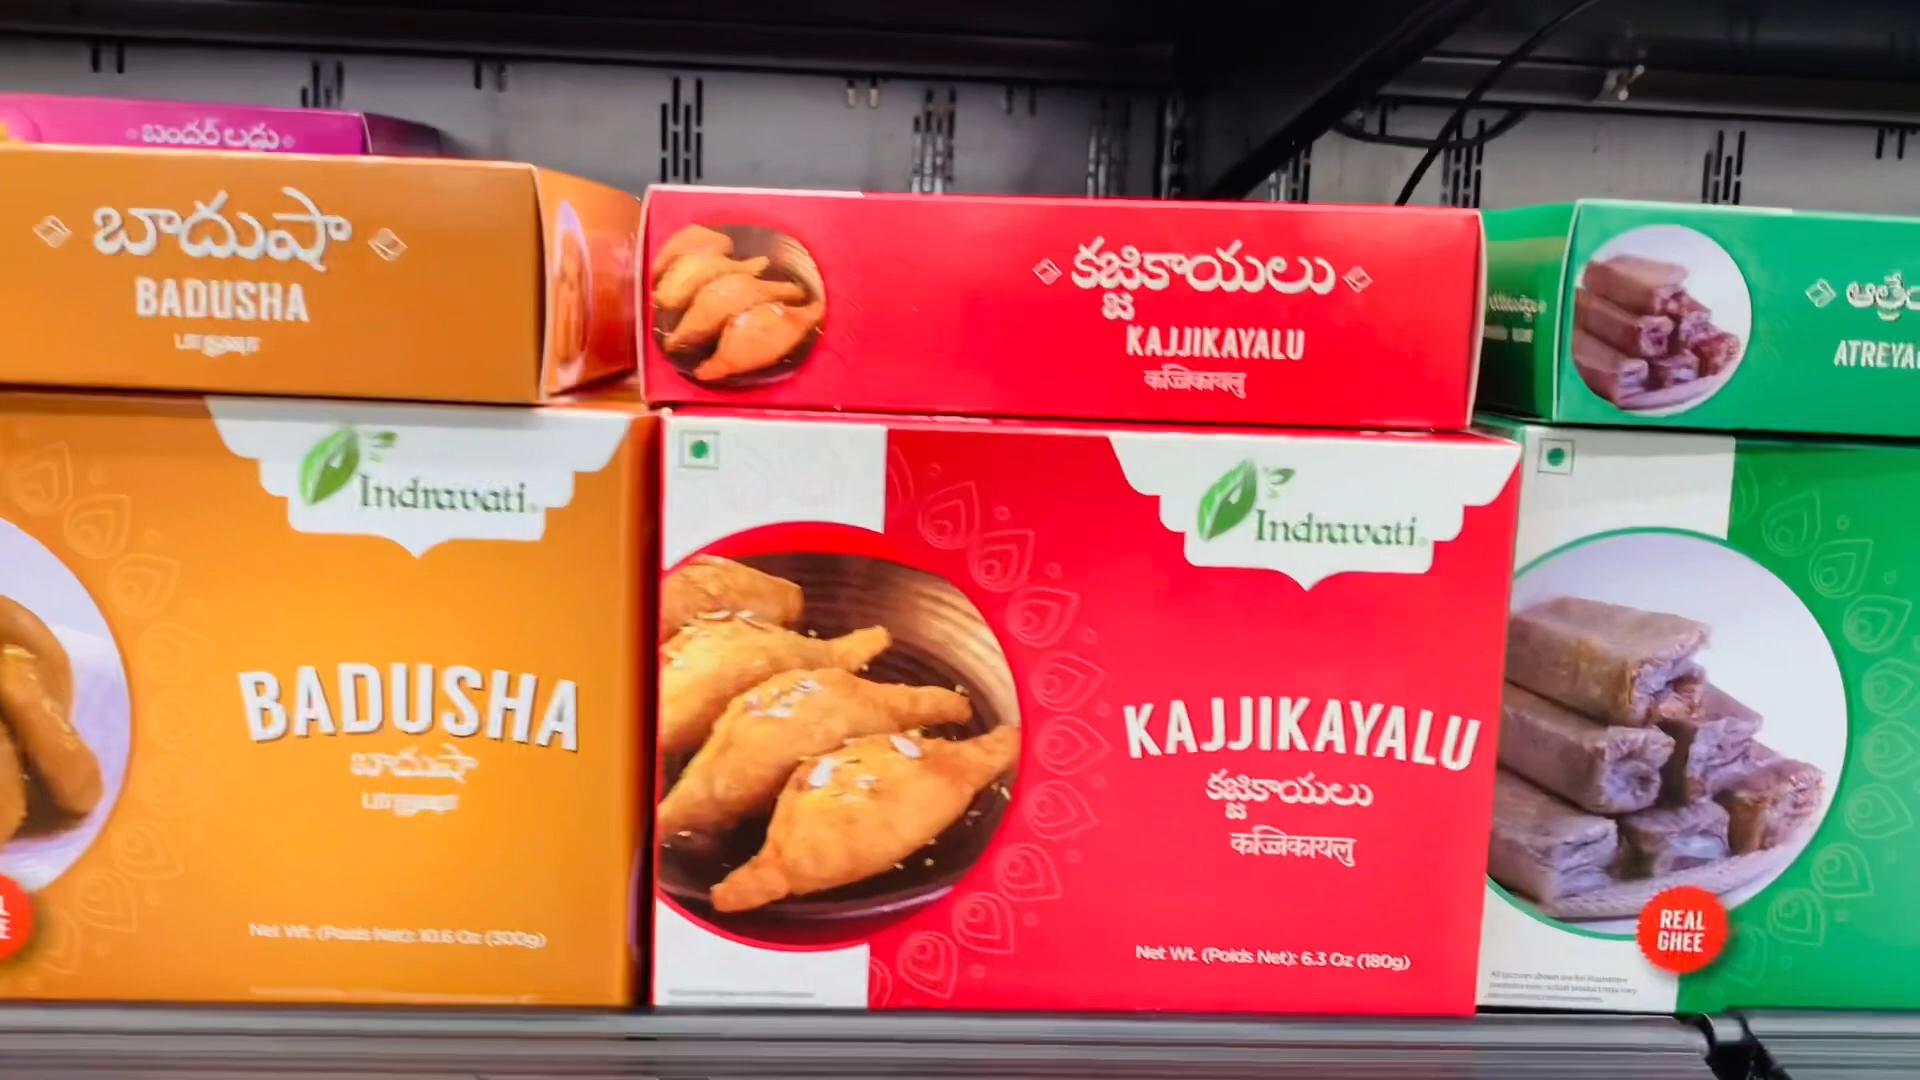 బందర్ లడ్డు
బాదుషా
BADUSHA
Indravati
BADUSHA
బాదుషా
Net Wt. (Poids Net): 10.6 Oz (300g)
కజ్జికాయలు
KAJJIKAYALU
कज्जिकायलु
Indravati
KAJJIKAYALU
కజ్జికాయలు
कज्जिकायलु
Net Wt. (Poids Net): 6.3 Oz (180g)
REAL
GHEE